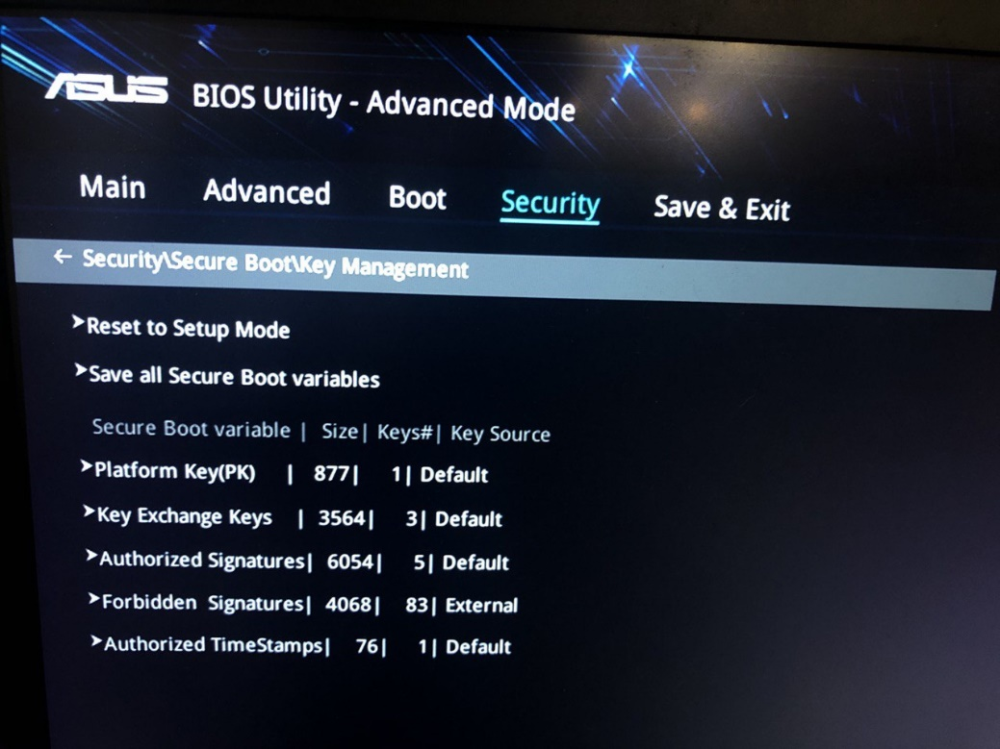 ASUS BIOS Utility - Advanced Mode
Main Advanced Boot Security Save & Exit
← Security\Secure Boot\Key Management
➤Reset to Setup Mode
➤Save all Secure Boot variables
Secure Boot variable | Size| Keys#| Key Source
➤Platform Key(PK) | 877| 1| Default
➤Key Exchange Keys | 3564| 3| Default
➤Authorized Signatures| 6054| 5| Default
➤Forbidden Signatures| 4068| 83| External
➤Authorized TimeStamps| 76| 1| Default